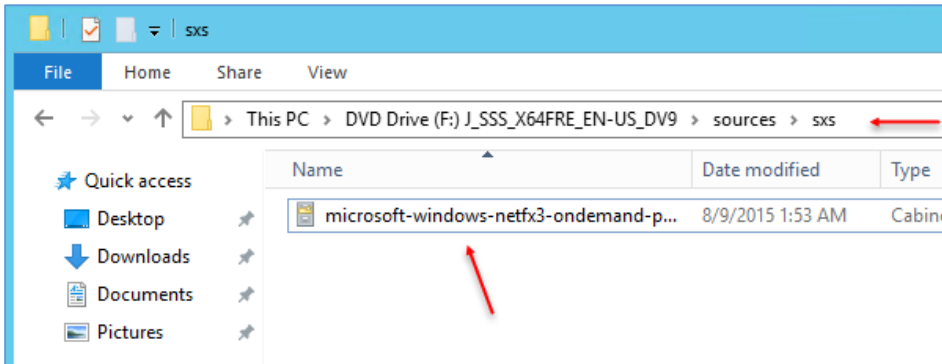 sxs
File Home Share View
This PC > DVD Drive (F:) J_SSS_X64FRE_EN-US_DV9 > sources > sxs
Name Date modified Type
Quick access
microsoft-windows-netfx3-ondemand-p... 8/9/2015 1:53 AM Cabin
Desktop
Downloads
Documents
Pictures